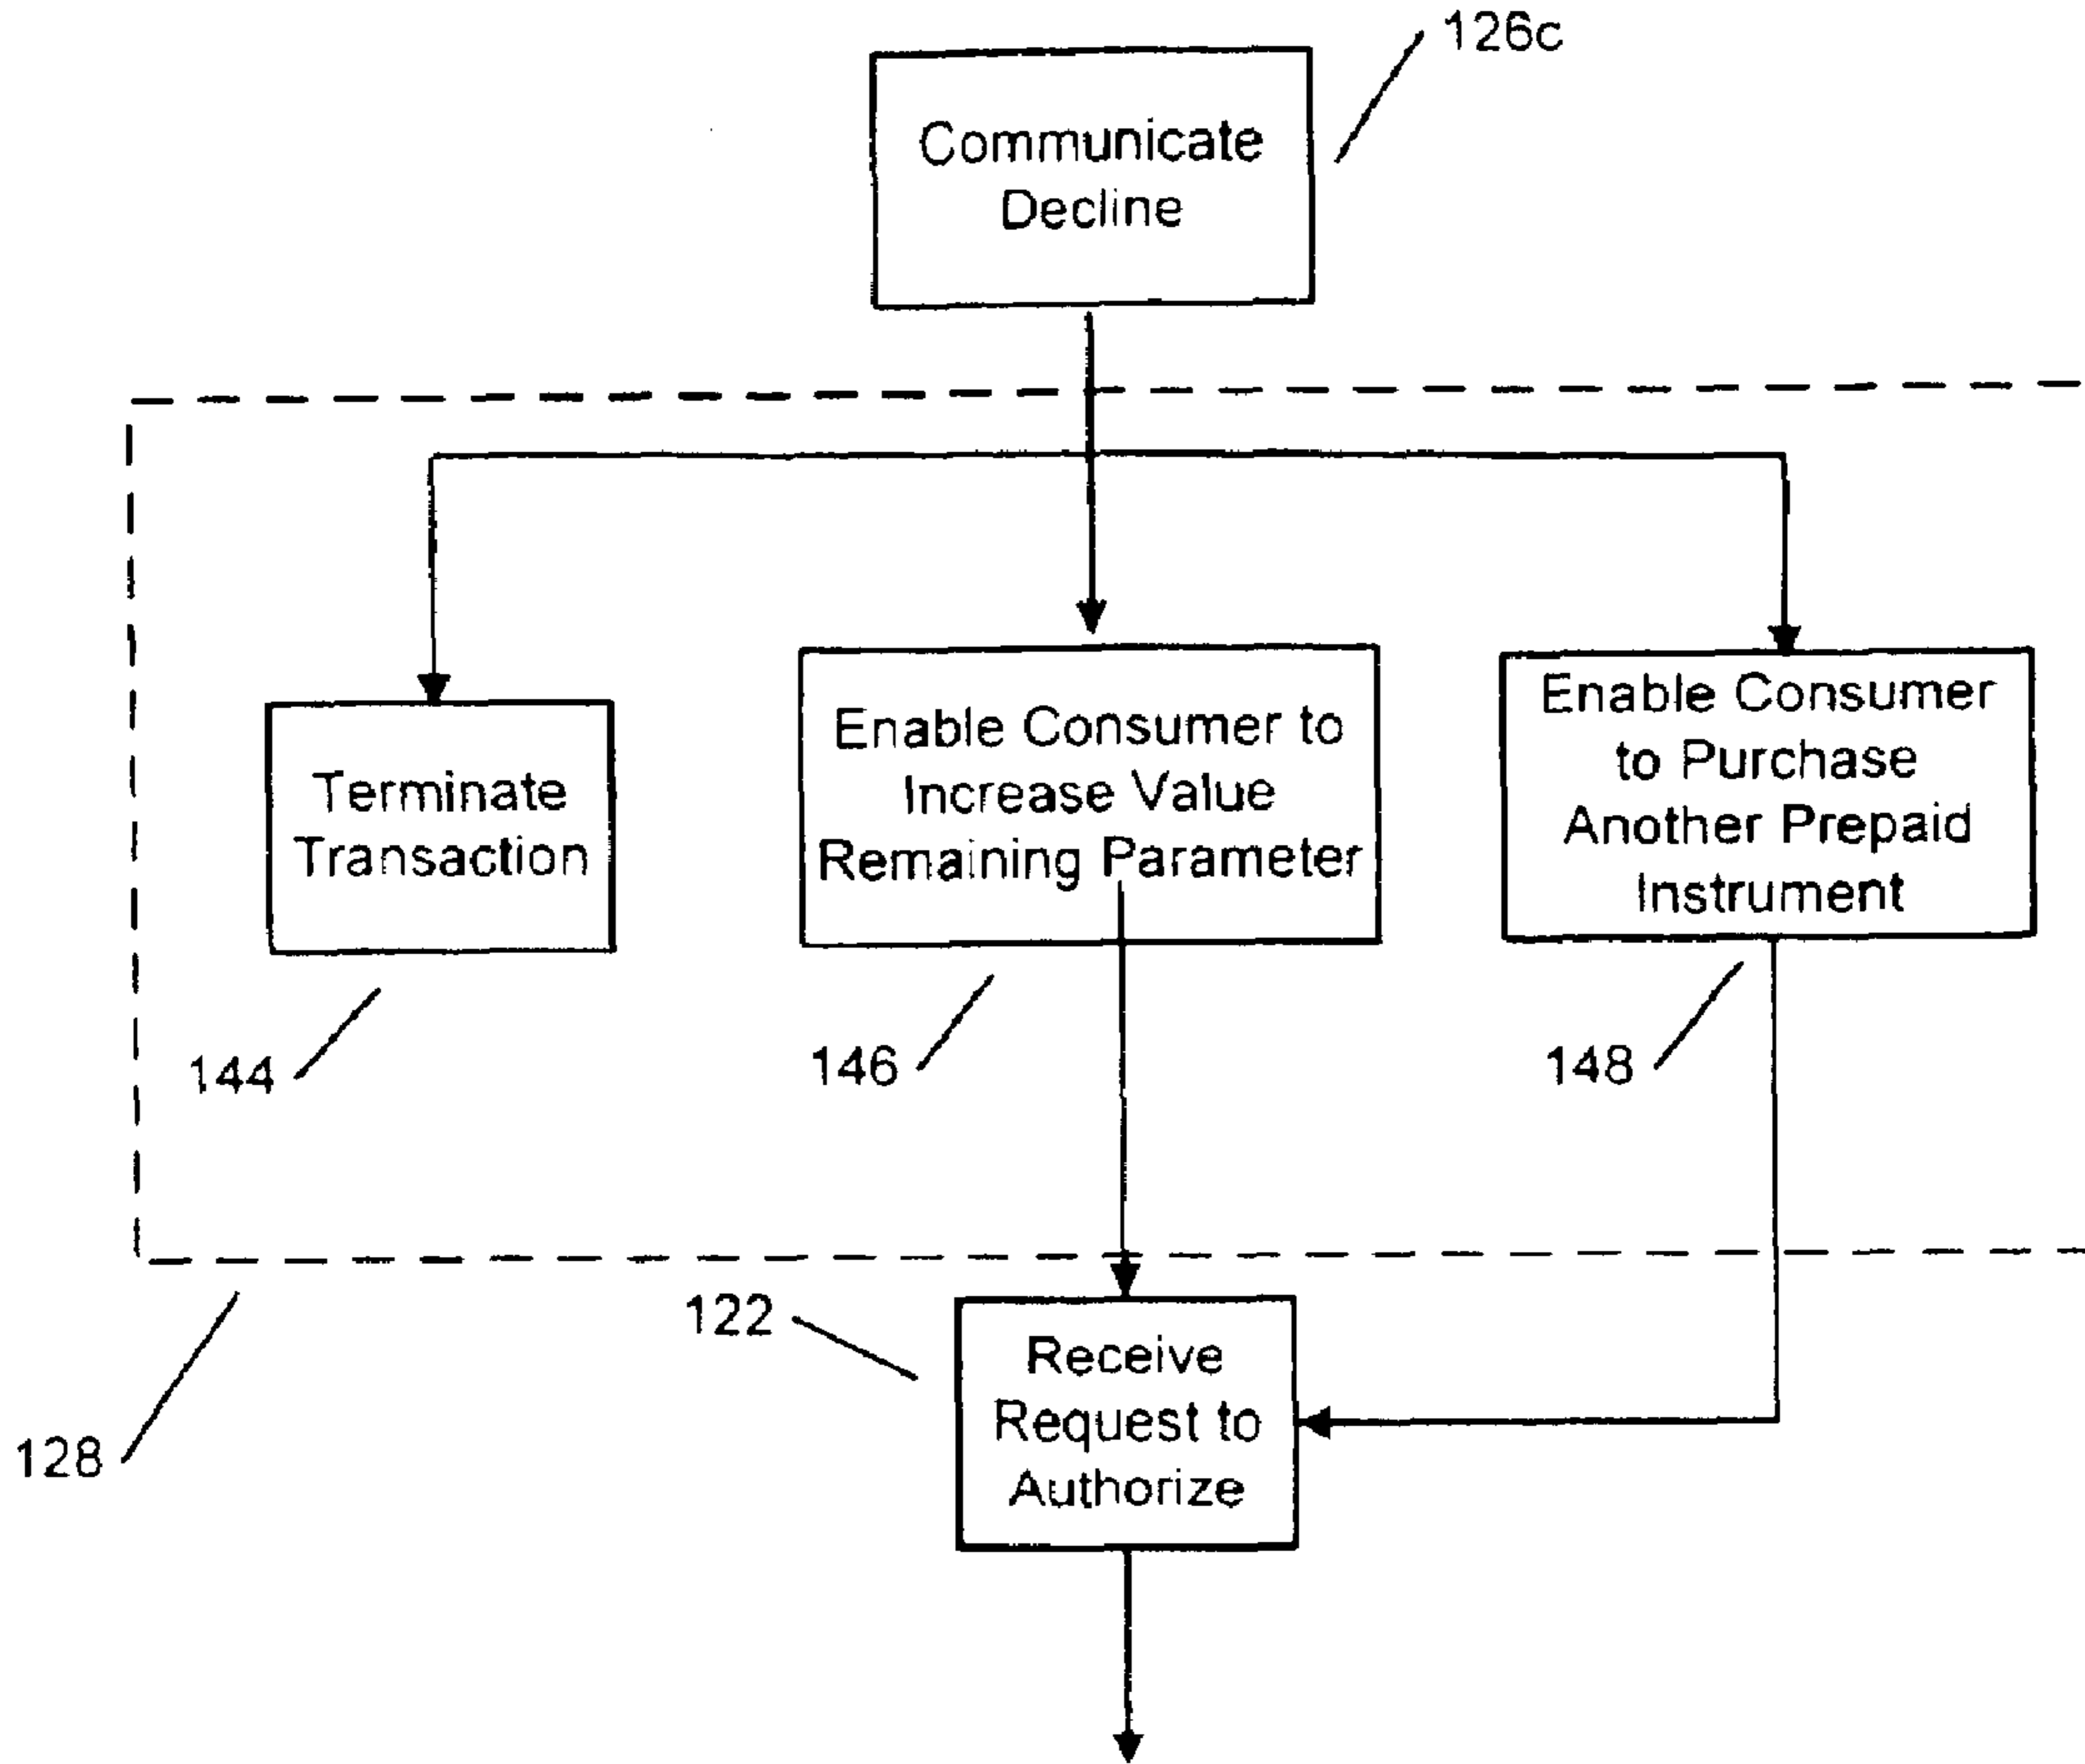 126c
Communicate
Decline
Terminate
Transaction
Enable Consumer to
Increase Value
Remaining Parameter
Enable Consumer
to Purchase
Another Prepaid
Instrument
144
146
148
122
Receive
Request to
Authorize
128